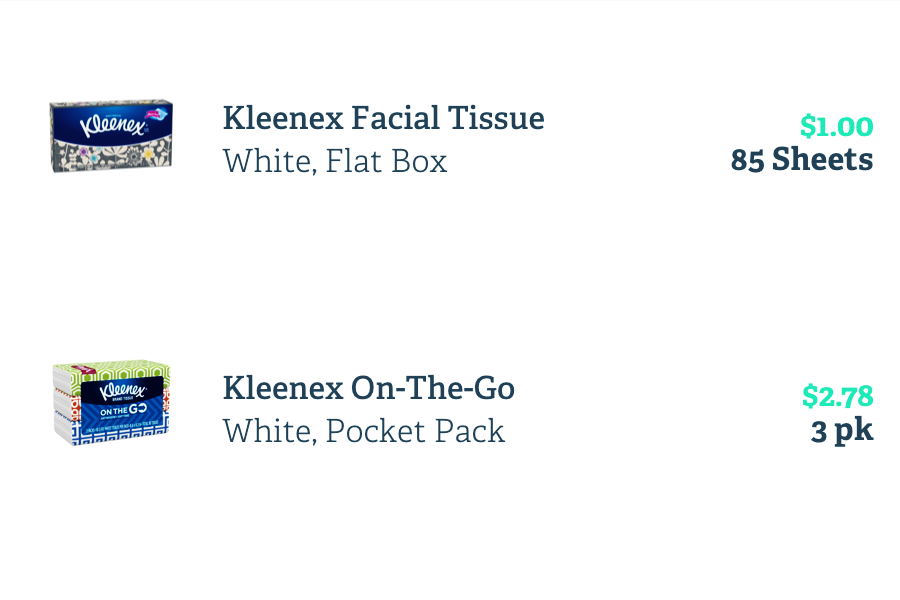 Kleenex
Kleenex Facial Tissue
White, Flat Box
$1.00
85 Sheets
Kleenex
ON THE GO
Kleenex On-The-Go
White, Pocket Pack
$2.78
3 pk